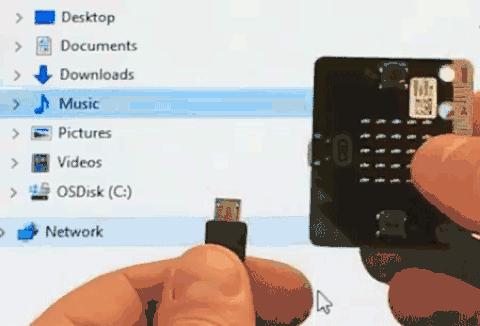 Desktop
Documents
Downloads
Music
Pictures
Videos
OSDisk (C:)
Network